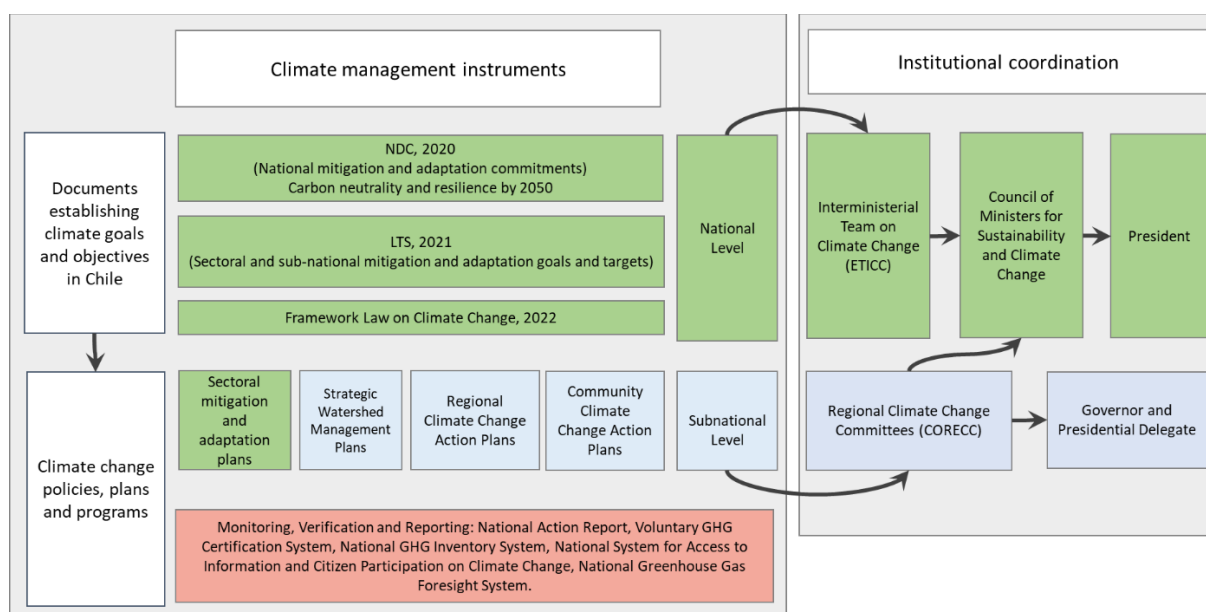 Climate management instruments
Institutional coordination
Documents
establishing
climate goals
and objectives
in Chile
NDC, 2020
(National mitigation and adaptation commitments)
Carbon neutrality and resilience by 2050
LTS, 2021
(Sectoral and sub-national mitigation and adaptation goals and targets)
Framework Law on Climate Change, 2022
National
Level
Interministerial
Team on
Climate Change
(ETICC)
Council of
Ministers for
Sustainability
and Climate
Change
President
Climate change
policies, plans
and programs
Sectoral
mitigation
and
adaptation
plans
Strategic
Watershed
Management
Plans
Regional
Climate Change
Action Plans
Community
Climate
Change Action
Plans
Subnational
Level
Regional Climate Change
Committees (CORECC)
Governor and
Presidential Delegate
Monitoring, Verification and Reporting: National Action Report, Voluntary GHG
Certification System, National GHG Inventory System, National System for Access to
Information and Citizen Participation on Climate Change, National Greenhouse Gas
Foresight System.